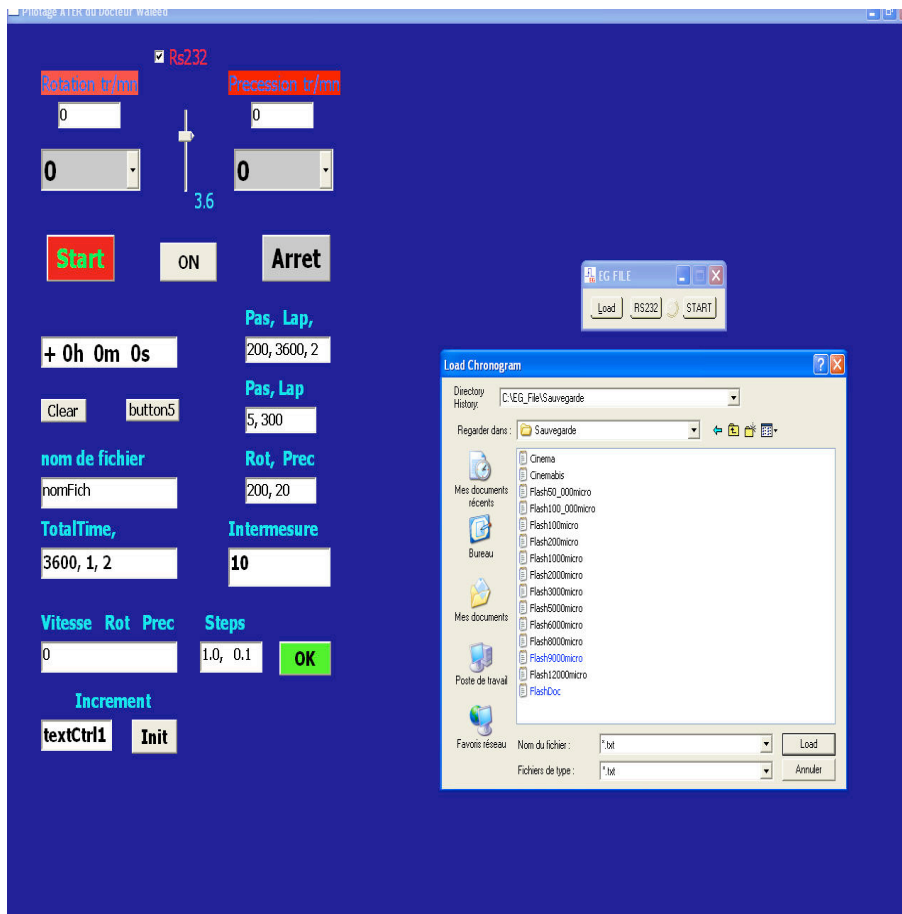 Pilotage ATER du Docteur Waleed
Rs232
Rotation tr/mn
Precession tr/mn
0
0
0
0
3.6
Start
ON
Arret
Pas, Lap,
+ 0h 0m 0s
200, 3600, 2
Pas, Lap
Clear
button5
5, 300
nom de fichier
Rot, Prec
nomFich
200, 20
TotalTime,
Intermesure
3600, 1, 2
10
Vitesse Rot Prec
Steps
0
1.0, 0.1
OK
Increment
textCtrl1
Init
EG FILE
Load
RS232
START
Load Chronogram
Directory
History:
C:\EG_File\Sauvegarde
Regarder dans :
Sauvegarde
Mes documents
récents
Bureau
Mes documents
Poste de travail
Favoris réseau
Cinema
Cinemabis
Flash50_000micro
Flash100_000micro
Flash100micro
Flash200micro
Flash1000micro
Flash2000micro
Flash3000micro
Flash5000micro
Flash6000micro
Flash8000micro
Flash9000micro
Flash12000micro
FlashDoc
Nom du fichier :
*.txt
Load
Fichiers de type :
*.txt
Annuler